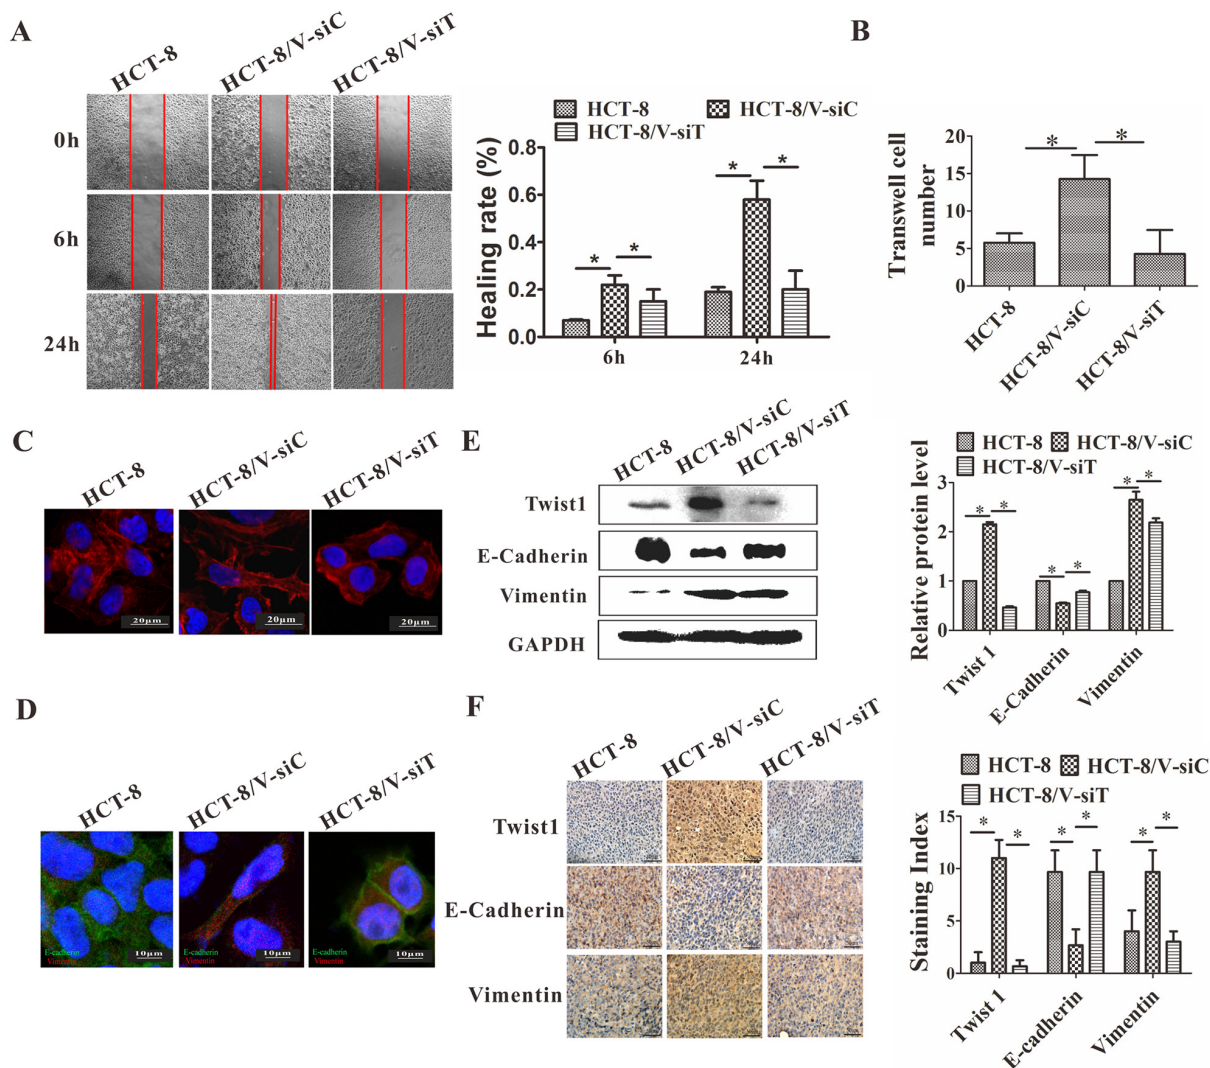 A
HCT-8
HCT-8/V-siC
HCT-8/V-siT
0h
6h
24h
HCT-8
HCT-8/V-siC
HCT-8/V-siT
Healing rate (%)
0.8
0.6
0.4
0.2
0.0
* * * *
6h
24h
B
Transwell cell
number
20
15
10
5
0
* *
HCT-8
HCT-8/V-siC
HCT-8/V-siT
C
HCT-8
HCT-8/V-siC
HCT-8/V-siT
20μm
20μm
20μm
D
HCT-8
HCT-8/V-siC
HCT-8/V-siT
E-cadherin
Vimentin
10μm
E-cadherin
Vimentin
10μm
E-cadherin
Vimentin
10μm
E
HCT-8
HCT-8/V-siC
HCT-8/V-siT
Twist1
E-Cadherin
Vimentin
GAPDH
HCT-8
HCT-8/V-siC
HCT-8/V-siT
Relative protein level
3
2
1
0
* * * * * *
Twist 1
E-Cadherin
Vimentin
F
HCT-8
HCT-8/V-siC
HCT-8/V-siT
Twist1
E-Cadherin
Vimentin
HCT-8
HCT-8/V-siC
HCT-8/V-siT
Staining Index
15
10
5
0
* * * * * *
Twist 1
E-cadherin
Vimentin